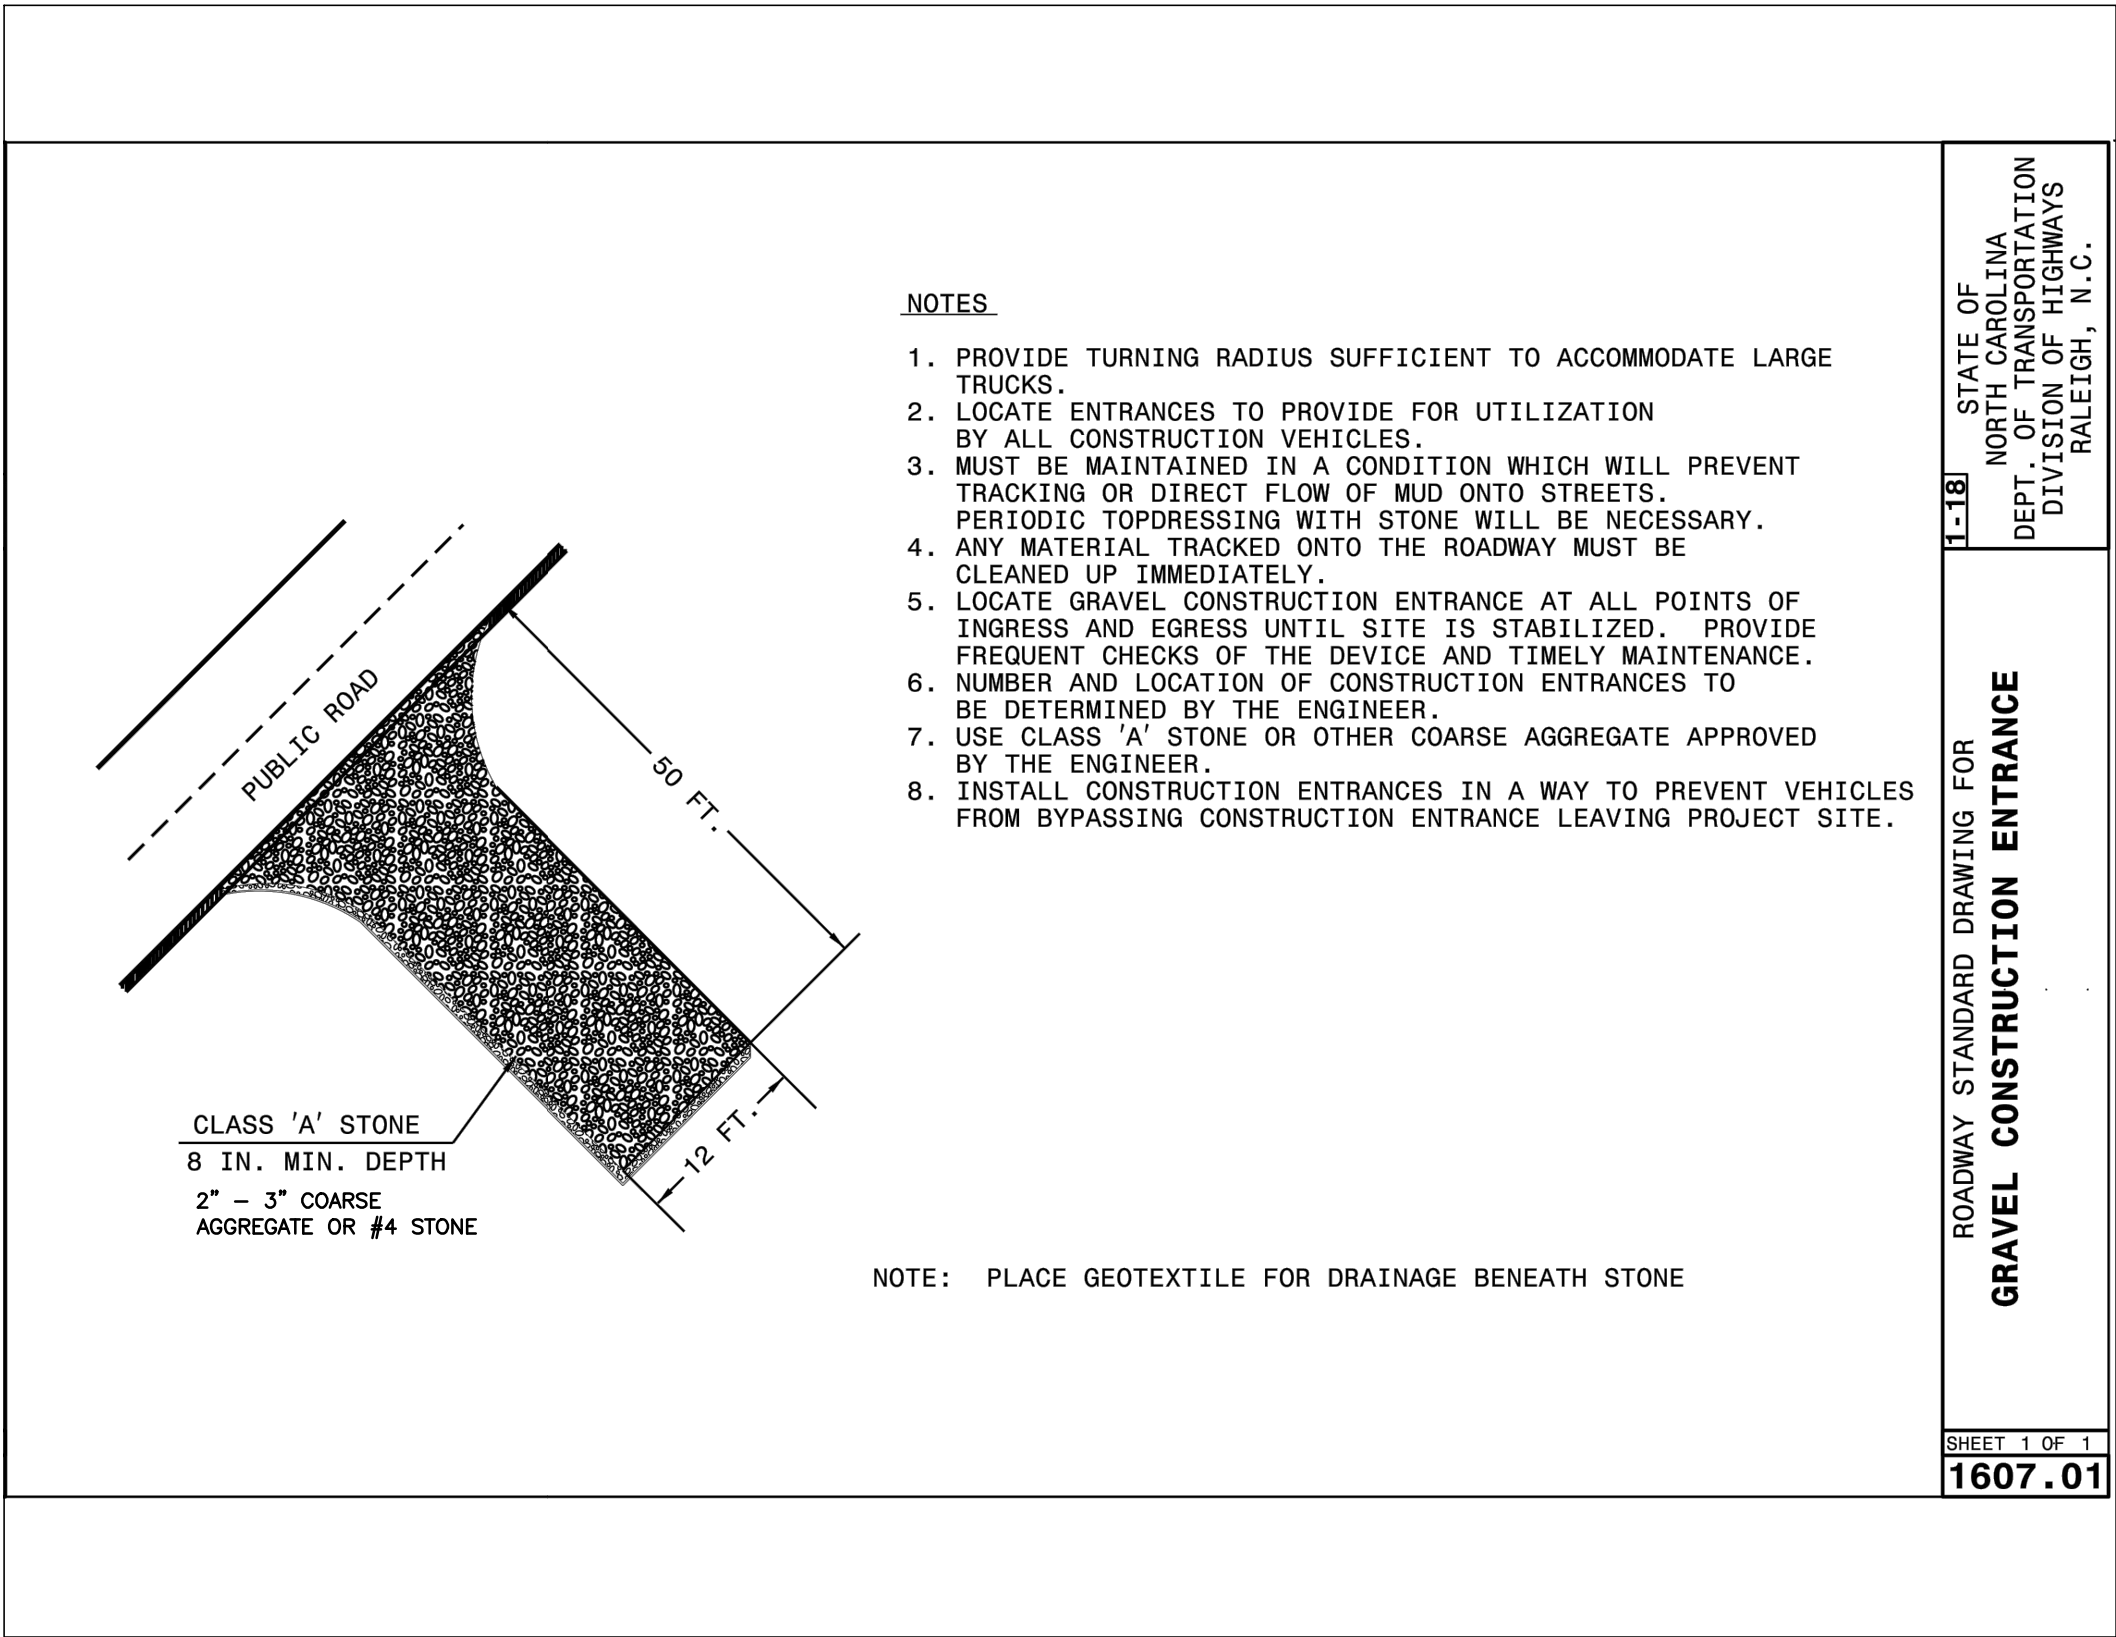 NOTES
1. PROVIDE TURNING RADIUS SUFFICIENT TO ACCOMMODATE LARGE
TRUCKS.
2. LOCATE ENTRANCES TO PROVIDE FOR UTILIZATION
BY ALL CONSTRUCTION VEHICLES.
3. MUST BE MAINTAINED IN A CONDITION WHICH WILL PREVENT
TRACKING OR DIRECT FLOW OF MUD ONTO STREETS.
PERIODIC TOPDRESSING WITH STONE WILL BE NECESSARY.
4. ANY MATERIAL TRACKED ONTO THE ROADWAY MUST BE
CLEANED UP IMMEDIATELY.
5. LOCATE GRAVEL CONSTRUCTION ENTRANCE AT ALL POINTS OF
INGRESS AND EGRESS UNTIL SITE IS STABILIZED. PROVIDE
FREQUENT CHECKS OF THE DEVICE AND TIMELY MAINTENANCE.
6. NUMBER AND LOCATION OF CONSTRUCTION ENTRANCES TO
BE DETERMINED BY THE ENGINEER.
7. USE CLASS 'A' STONE OR OTHER COARSE AGGREGATE APPROVED
BY THE ENGINEER.
8. INSTALL CONSTRUCTION ENTRANCES IN A WAY TO PREVENT VEHICLES
FROM BYPASSING CONSTRUCTION ENTRANCE LEAVING PROJECT SITE.
PUBLIC ROAD
50 FT.
12 FT.
CLASS 'A' STONE
8 IN. MIN. DEPTH
2" – 3" COARSE
AGGREGATE OR #4 STONE
NOTE: PLACE GEOTEXTILE FOR DRAINAGE BENEATH STONE
1-18
STATE OF
NORTH CAROLINA
DEPT. OF TRANSPORTATION
DIVISION OF HIGHWAYS
RALEIGH, N.C.
ROADWAY STANDARD DRAWING FOR
GRAVEL CONSTRUCTION ENTRANCE
SHEET 1 OF 1
1607.01